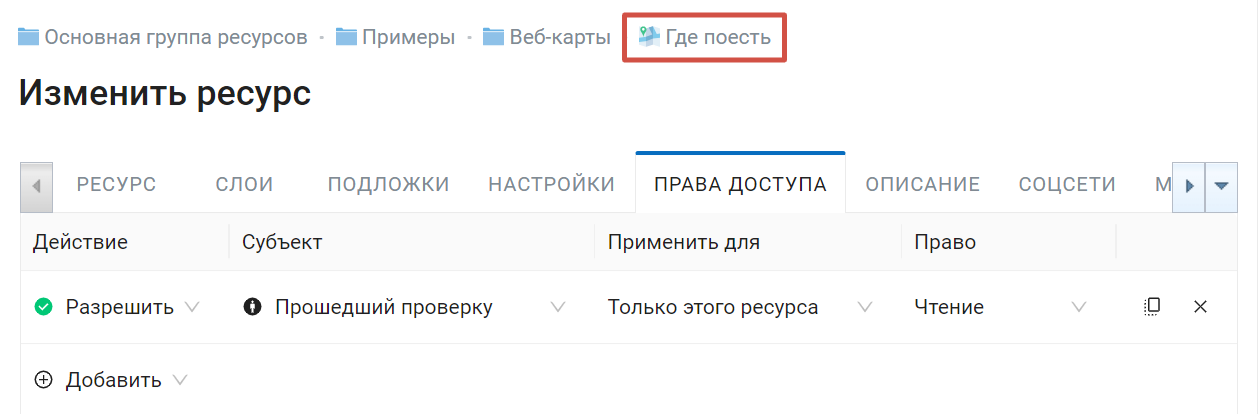 Основная группа ресурсов · Примеры · Веб-карты Где поесть
Изменить ресурс
РЕСУРС СЛОИ ПОДЛОЖКИ НАСТРОЙКИ ПРАВА ДОСТУПА ОПИСАНИЕ СОЦСЕТИ М
Действие Субъект Применить для Право
Разрешить Прошедший проверку Только этого ресурса Чтение
Добавить